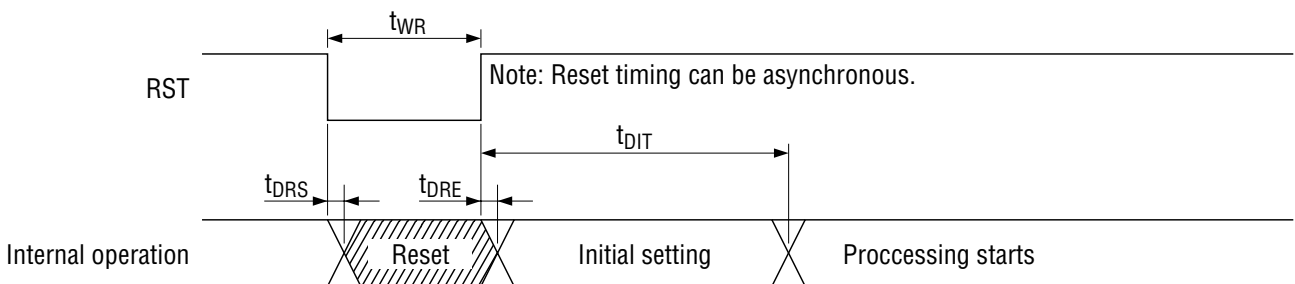 tWR
RST
Note: Reset timing can be asynchronous.
tDIT
tDRS
tDRE
Internal operation
Reset
Initial setting
Proccessing starts